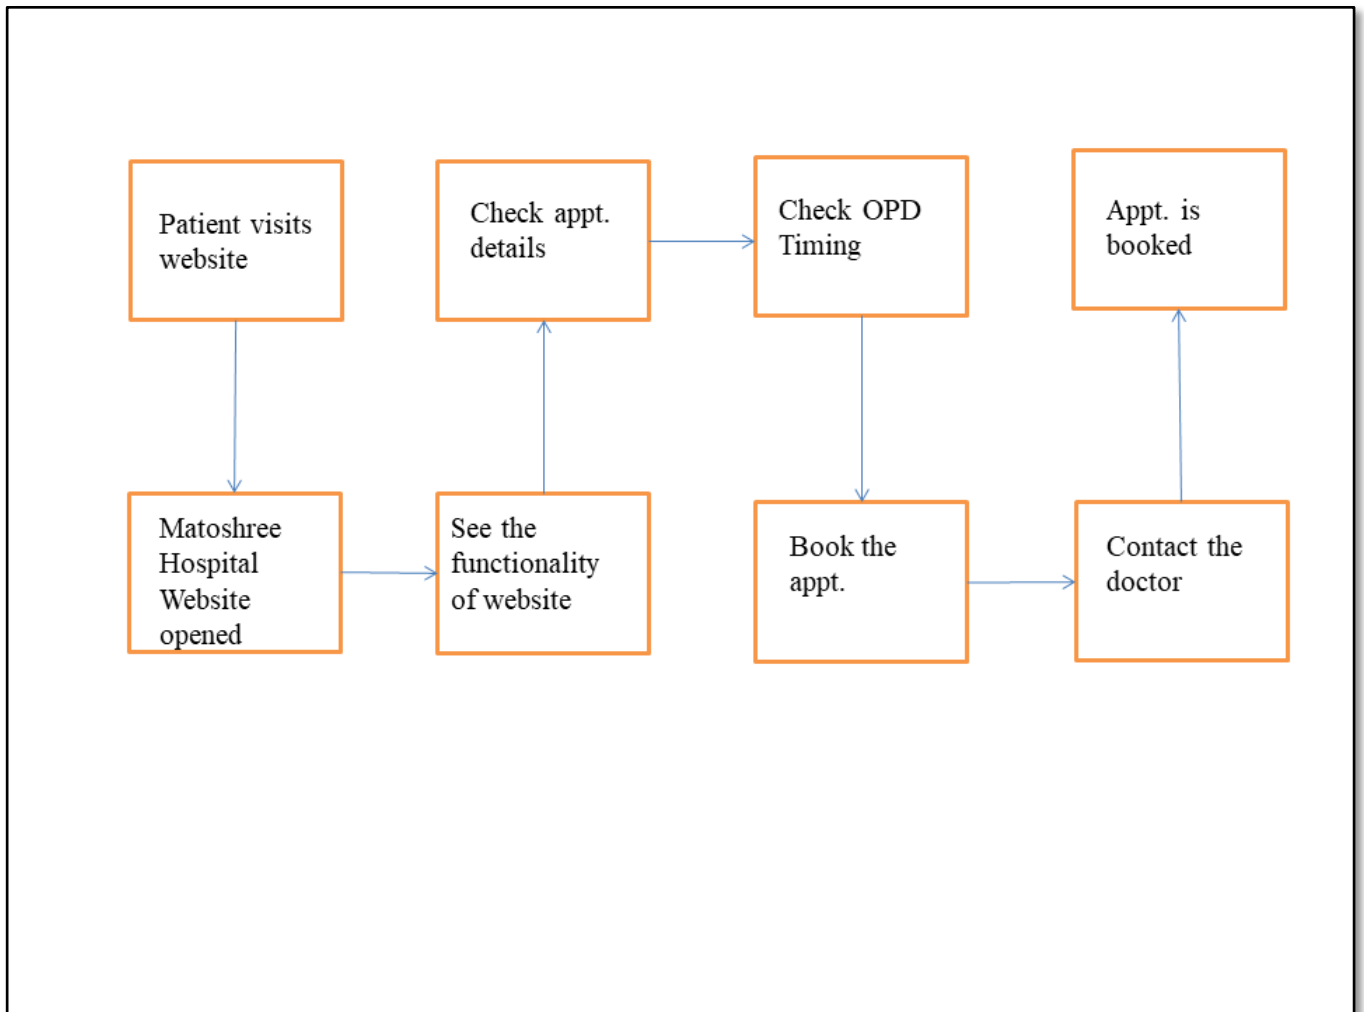 Patient visits
website
Matoshree
Hospital
Website
opened
See the
functionality
of website
Check appt.
details
Check OPD
Timing
Book the
appt.
Contact the
doctor
Appt. is
booked